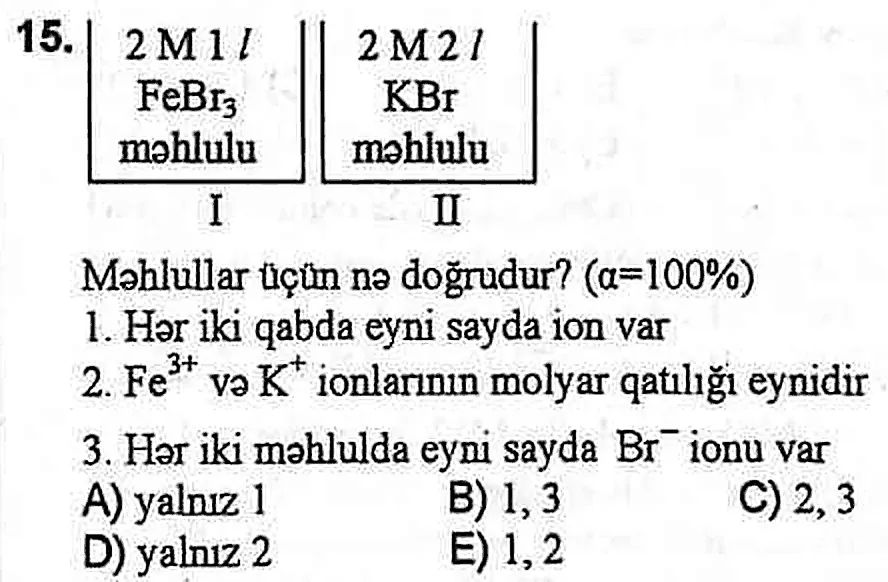 15.
2 M 1 l
FeBr₃
məhlulu
I
2 M 2 l
KBr
məhlulu
II
Məhlullar üçün nə doğrudur? (α=100%)
1. Hər iki qabda eyni sayda ion var
2. Fe³⁺ və K⁺ ionlarının molyar qatılığı eynidir
3. Hər iki məhlulda eyni sayda Br⁻ ionu var
A) yalnız 1 B) 1, 3 C) 2, 3
D) yalnız 2 E) 1, 2